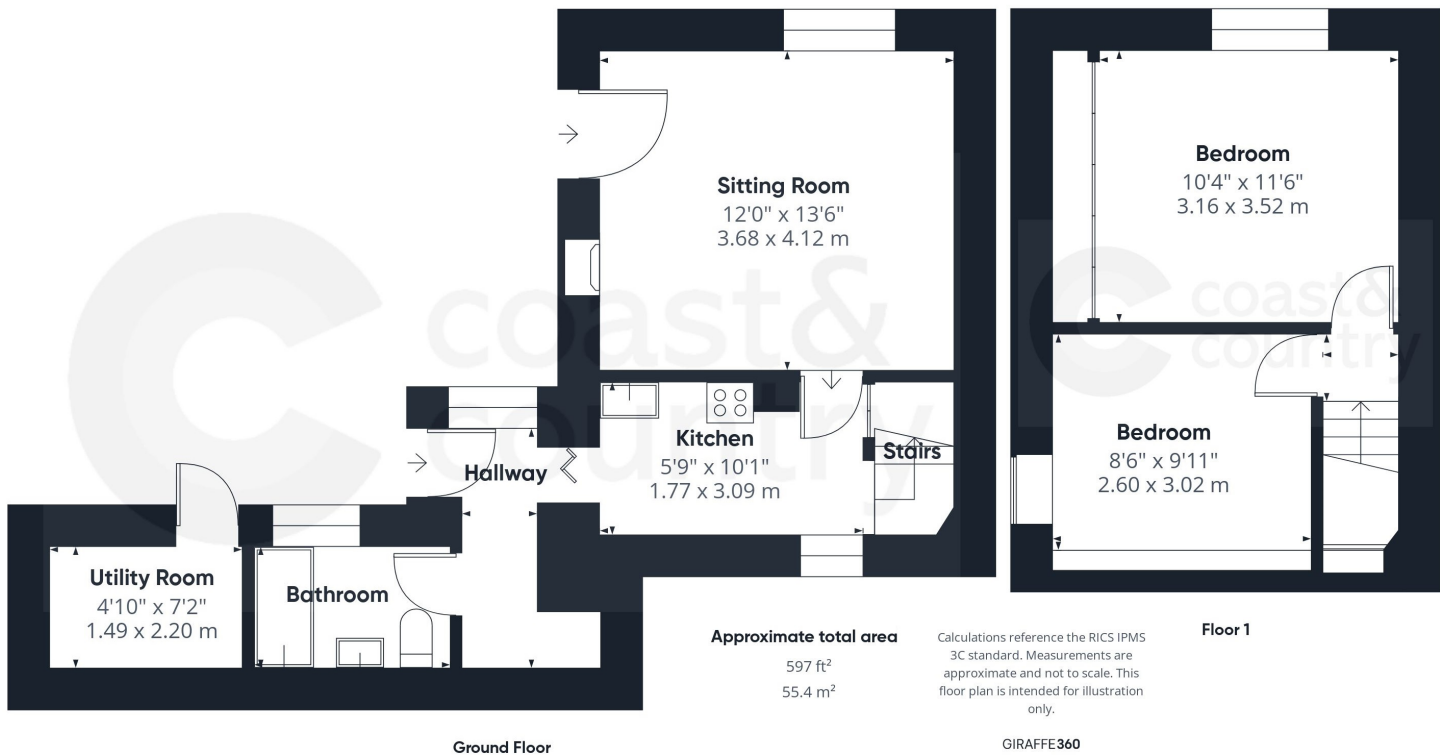 Sitting Room
12'0" x 13'6"
3.68 x 4.12 m
Kitchen
5'9" x 10'1"
1.77 x 3.09 m
Stairs
Hallway
Utility Room
4'10" x 7'2"
1.49 x 2.20 m
Bathroom
Bedroom
10'4" x 11'6"
3.16 x 3.52 m
Bedroom
8'6" x 9'11"
2.60 x 3.02 m
coast&
country
coast&
country
Approximate total area
597 ft²
55.4 m²
Calculations reference the RICS IPMS
3C standard. Measurements are
approximate and not to scale. This
floor plan is intended for illustration
only.
GIRAFFE360
Floor 1
Ground Floor